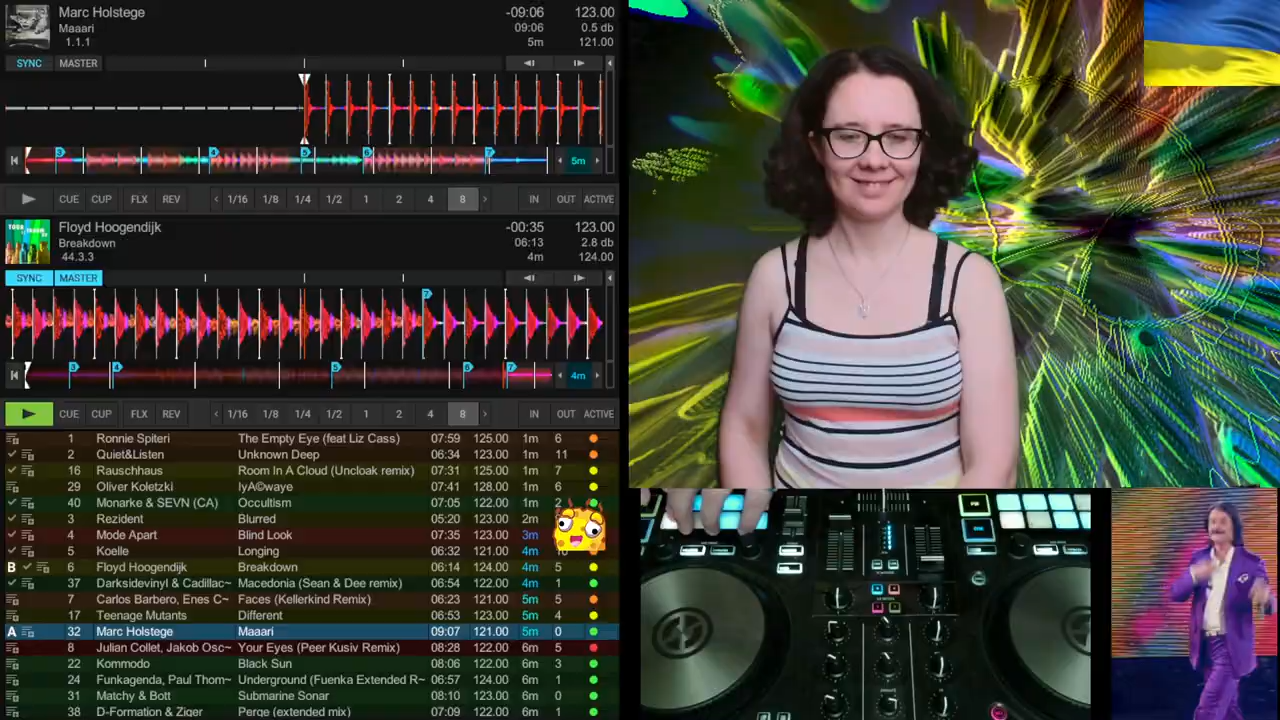 Marc Holstege -09:06 123.00
Maaari 09:06 0.5 db
1.1.1 5m 121.00
SYNC MASTER
3 4 5 6 7 5m
CUE CUP FLX REV 1/16 1/8 1/4 1/2 1 2 4 8 IN OUT ACTIVE
Floyd Hoogendijk -00:35 123.00
Breakdown 06:13 2.8 db
44.3.3 4m 124.00
SYNC MASTER
7
3 4 5 6 7 4m
CUE CUP FLX REV 1/16 1/8 1/4 1/2 1 2 4 8 IN OUT ACTIVE
1 Ronnie Spiteri The Empty Eye (feat Liz Cass) 07:59 125.00 1m 6
2 Quiet&Listen Unknown Deep 06:34 123.00 1m 11
16 Rauschhaus Room In A Cloud (Uncloak remix) 07:31 125.00 1m 7
29 Oliver Koletzki IyA©waye 07:41 128.00 1m 6
40 Monarke & SEVN (CA) Occultism 07:05 122.00 1m 2
3 Rezident Blurred 05:20 123.00 2m
4 Mode Apart Blind Look 07:35 123.00 3m
5 Koelle Longing 06:32 121.00 4m
B 6 Floyd Hoogendijk Breakdown 06:14 124.00 4m 5
37 Darksidevinyl & Cadillac~ Macedonia (Sean & Dee remix) 06:54 122.00 4m 1
7 Carlos Barbero, Enes C~ Faces (Kellerkind Remix) 06:23 121.00 5m 5
17 Teenage Mutants Different 06:53 123.00 5m 4
A 32 Marc Holstege Maaari 09:07 121.00 5m 0
8 Julian Collet, Jakob Osc~ Your Eyes (Peer Kusiv Remix) 08:28 122.00 6m 5
22 Kommodo Black Sun 08:06 123.00 6m 3
24 Funkagenda, Paul Thom~ Underground (Fuenka Extended R~ 06:57 124.00 6m 1
31 Matchy & Bott Submarine Sonar 08:10 123.00 6m 0
38 D-Formation & Ziger Perge (extended mix) 07:09 122.00 6m 1